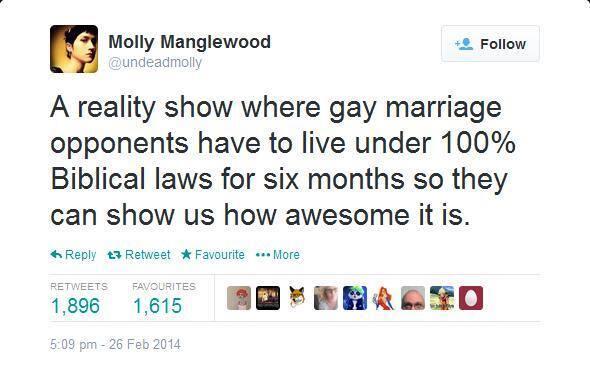 Molly Manglewood
@undeadmolly
Follow
A reality show where gay marriage
opponents have to live under 100%
Biblical laws for six months so they
can show us how awesome it is.
Reply Retweet Favourite More
RETWEETS FAVOURITES
1,896 1,615
5:09 pm - 26 Feb 2014